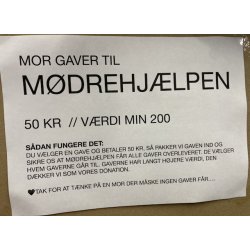 MOR GAVER TIL
MØDREHJÆLPEN
50 KR // VÆRDI MIN 200
SÅDAN FUNGERE DET:
DU VÆLGER EN GAVE OG BETALER 50 KR, SÅ PAKKER VI GAVEN IND OG
SIKRE OS AT MØDREHJÆLPEN FÅR ALLE GAVER OVERLEVERET. DE VÆLGER
HVEM GAVERNE GÅR TIL. GAVERNE HAR LANGT HØJERE VÆRDI, DEN
DÆKKER VI SOM VORES DONATION.
♥TAK FOR AT TÆNKE PÅ EN MOR DER MÅSKE INGEN GAVER FÅR....